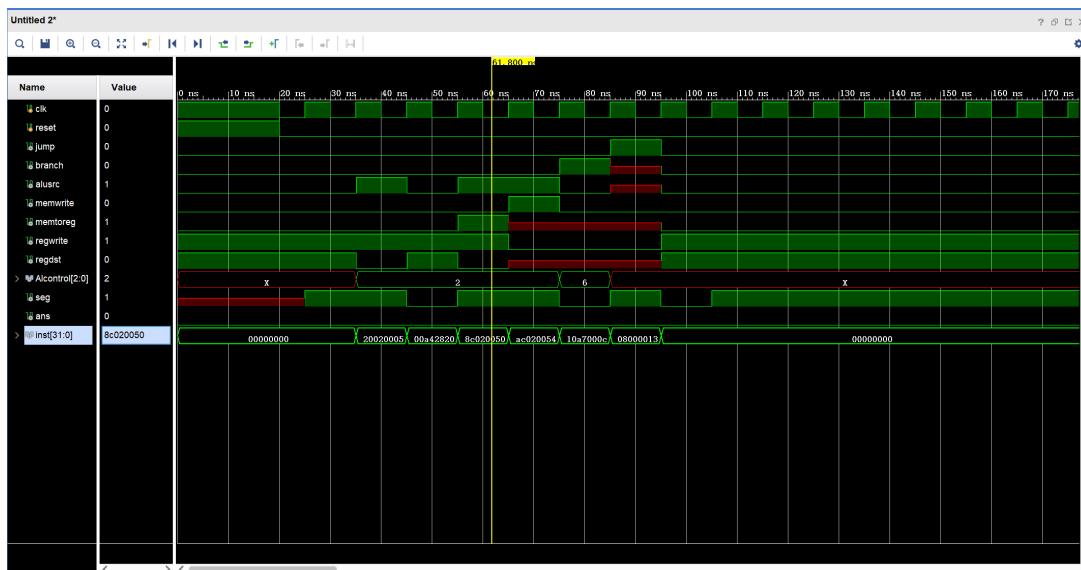 Untitled 2*
61.800 ns
Name Value
0 ns 10 ns 20 ns 30 ns 40 ns 50 ns 60 ns 70 ns 80 ns 90 ns 100 ns 110 ns 120 ns 130 ns 140 ns 150 ns 160 ns 170 ns
clk 0
reset 0
jump 0
branch 0
alusrc 1
memwrite 0
memtoreg 1
regwrite 1
regdst 0
Alcontrol[2:0] 2 X 2 6 X
seg 1
ans 0
inst[31:0] 8c020050 00000000 20020005 00a42820 8c020050 ac020054 10a7000c 08000013 00000000